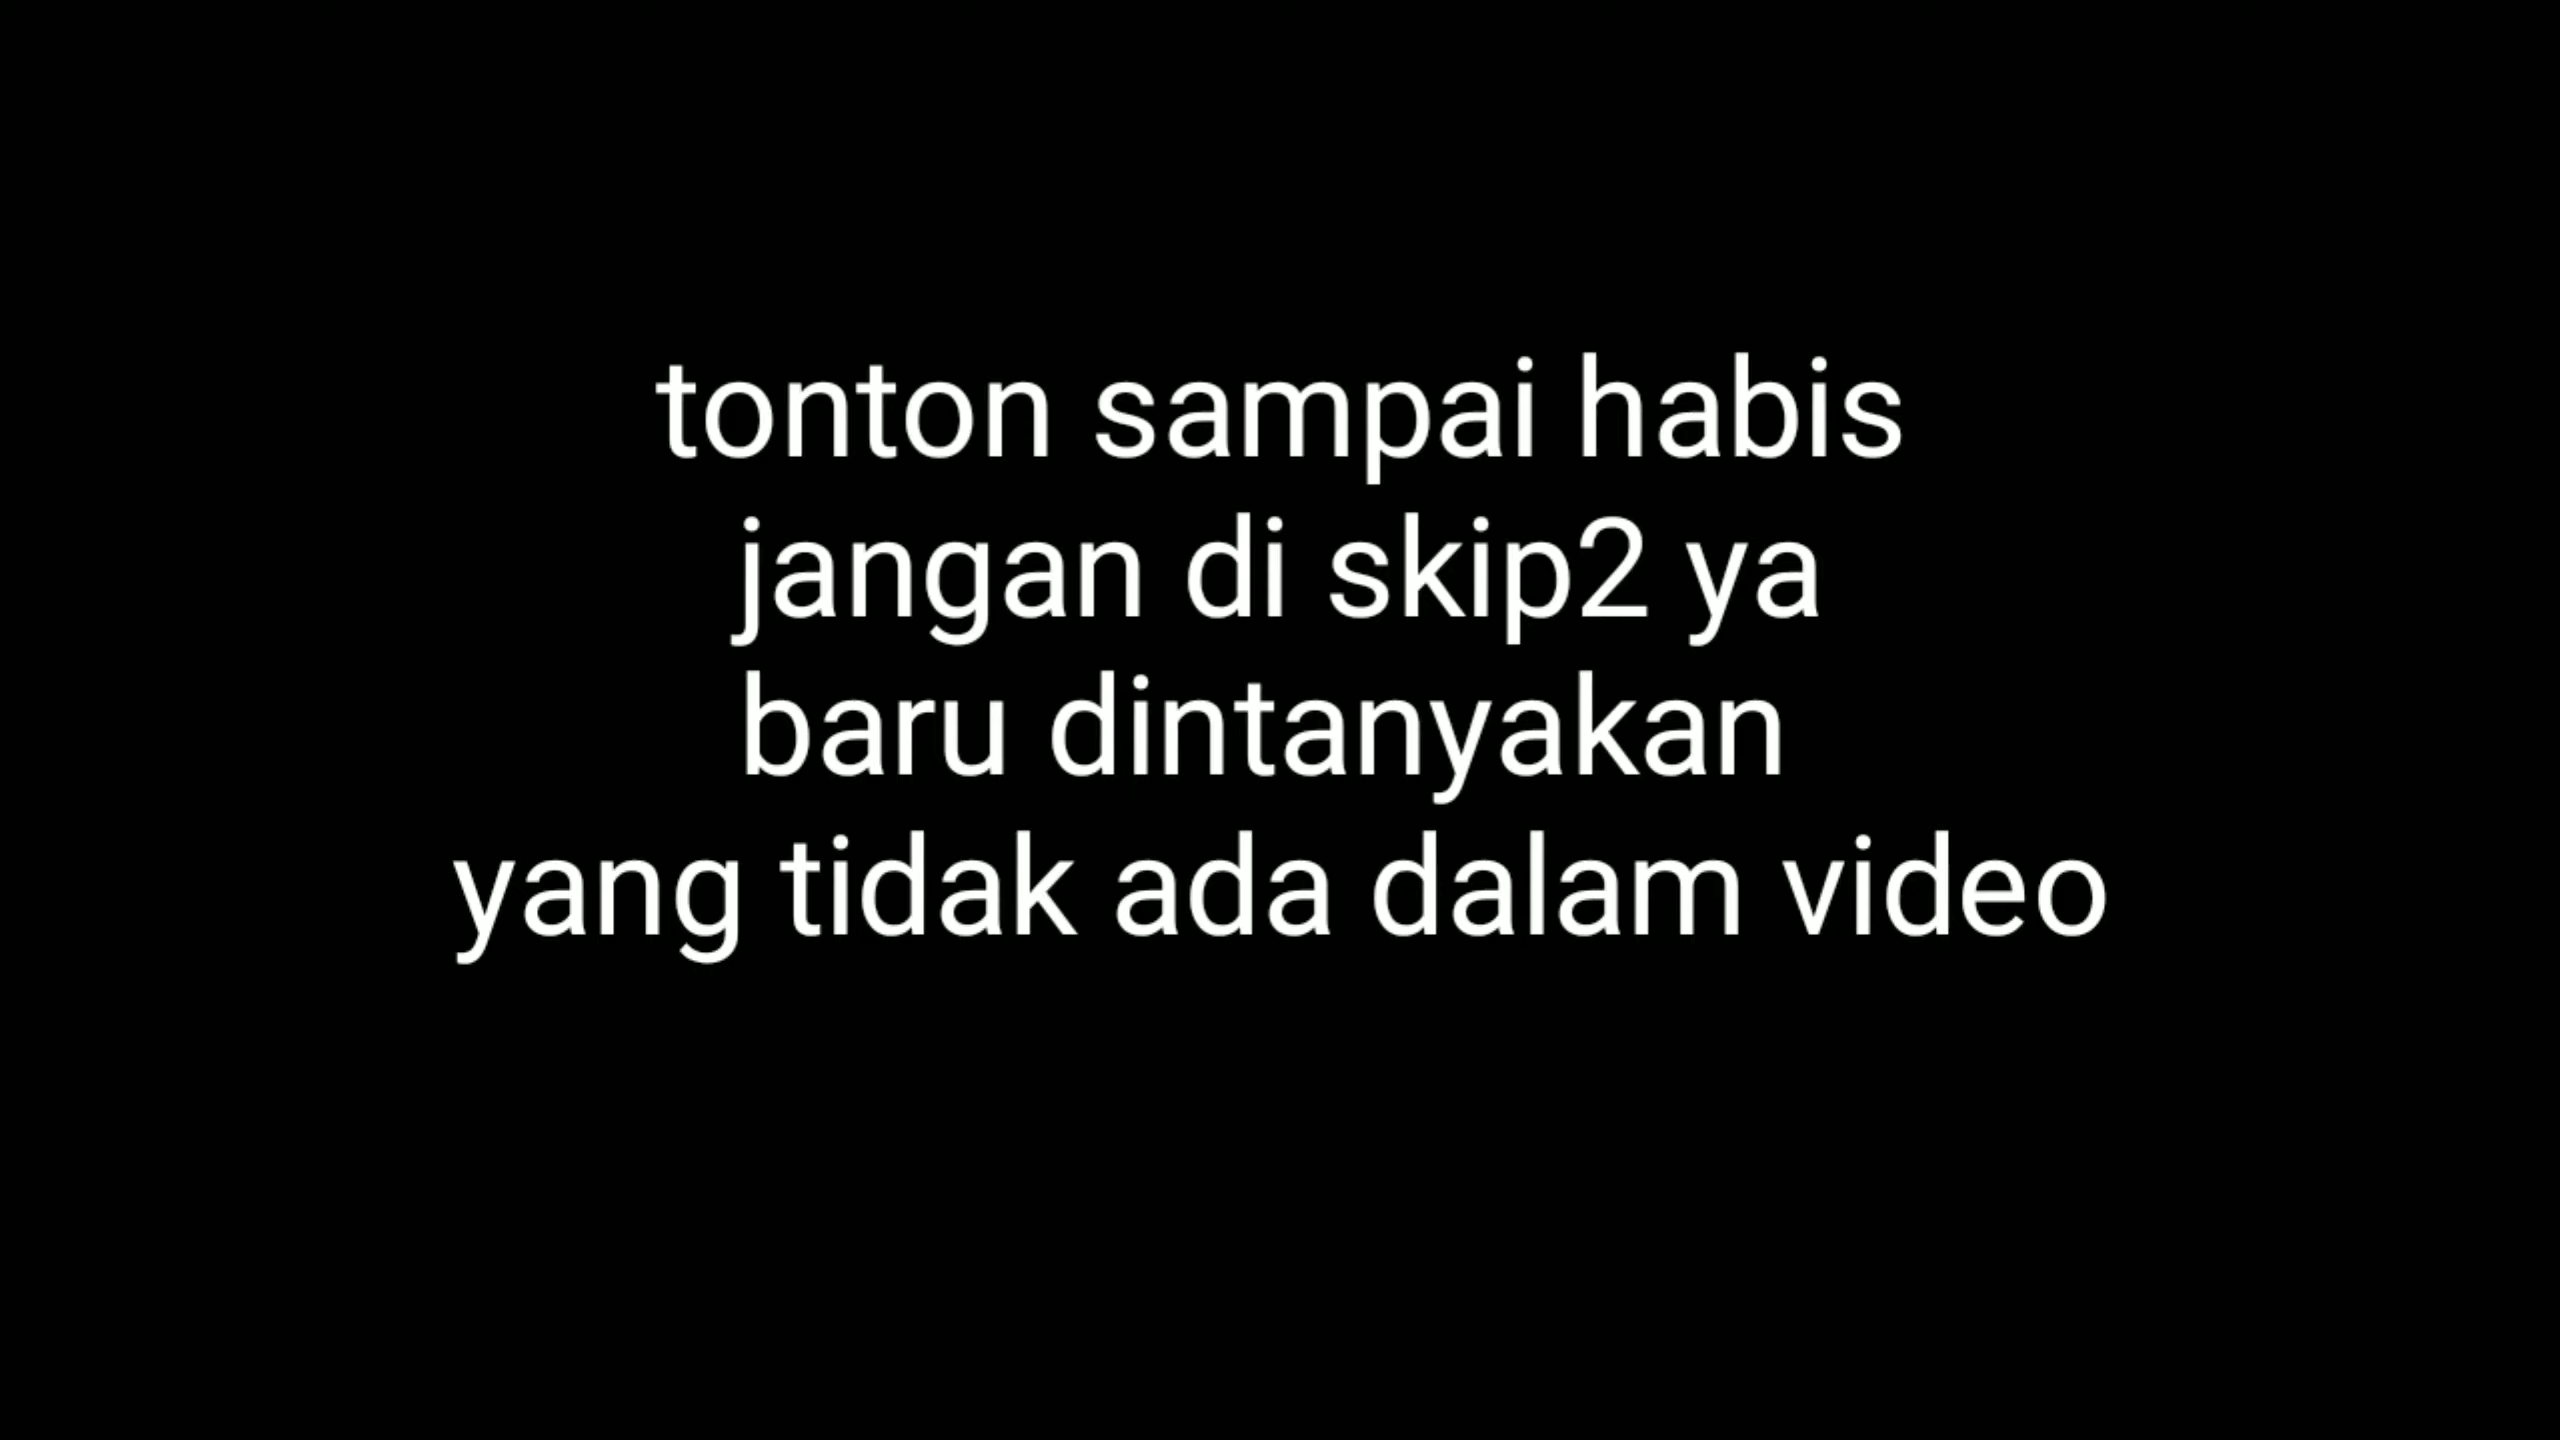 tonton sampai habis
jangan di skip2 ya
baru dintanyakan
yang tidak ada dalam video